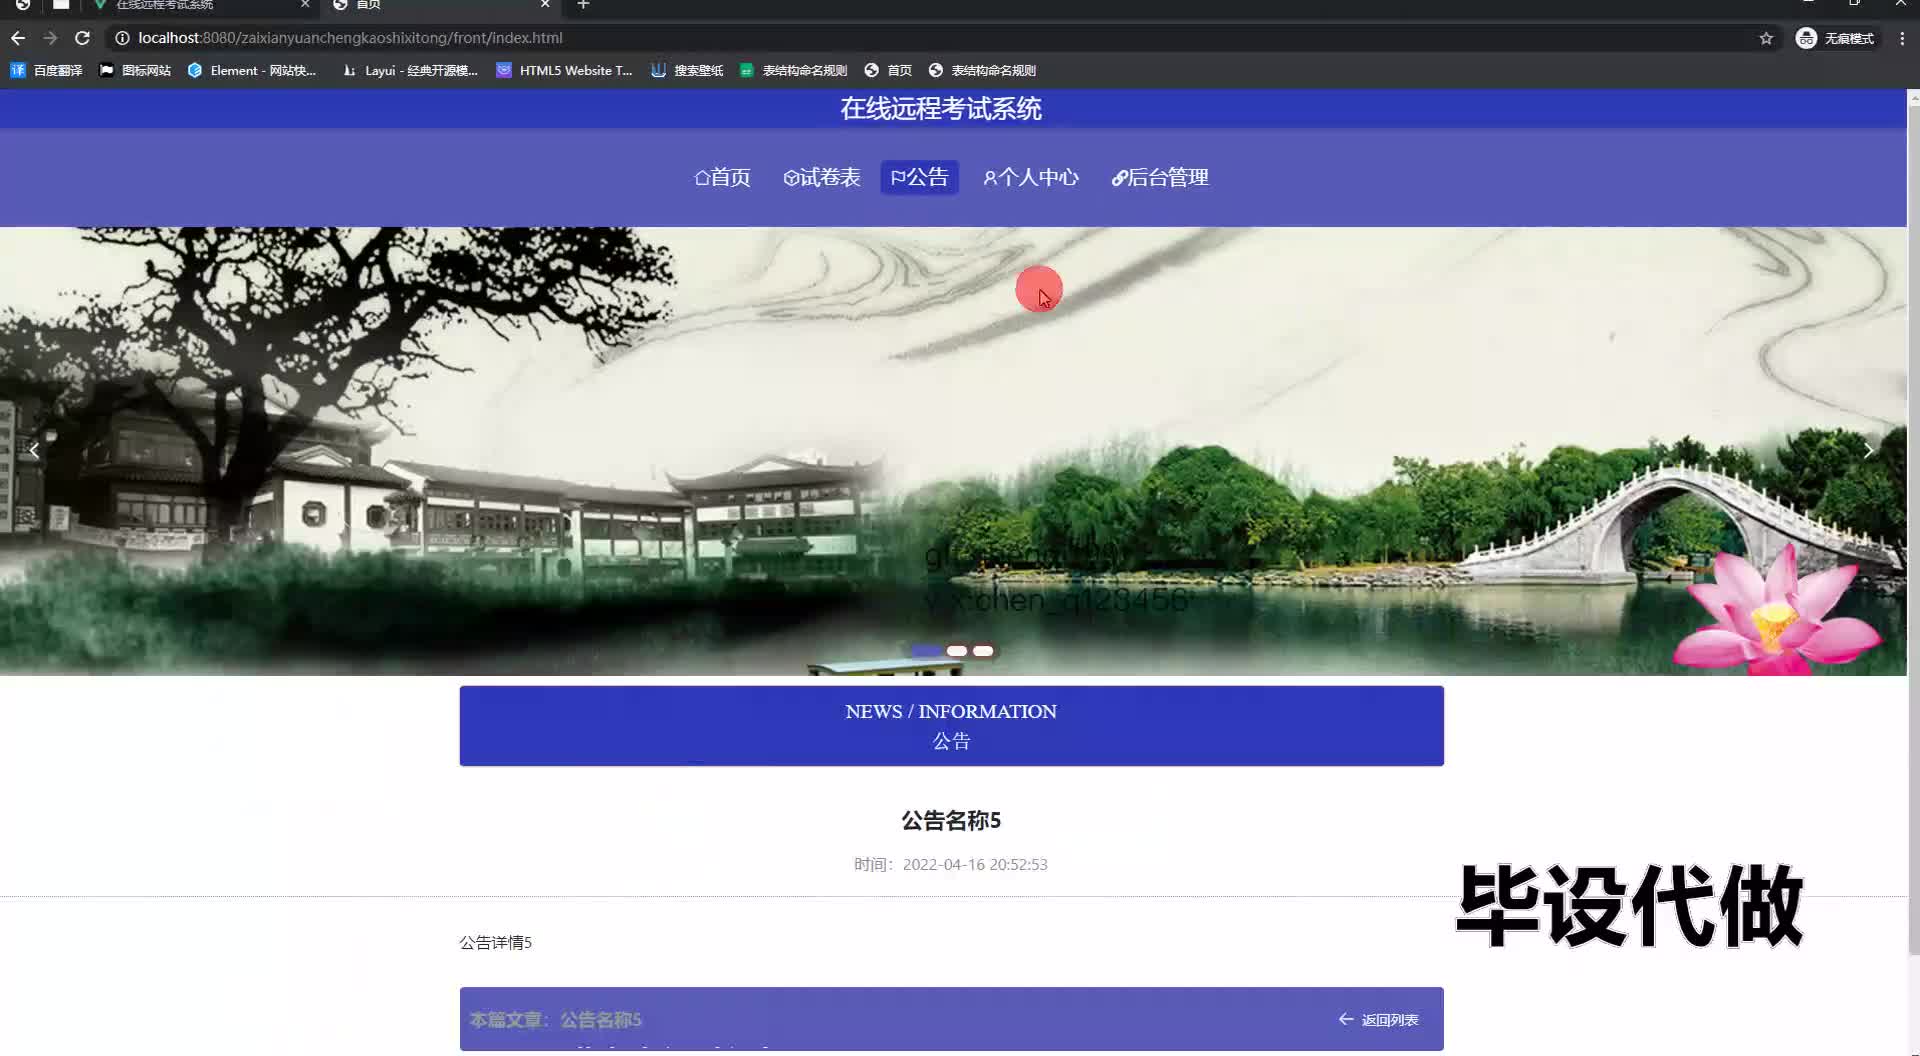 在线远程考试系统
首页
localhost:8080/zaixianyuanchengkaoshixitong/front/index.html
无痕模式
百度翻译
图标网站
Element - 网站快...
Layui - 经典开源模...
HTML5 Website T...
搜索壁纸
表结构命名规则
首页
表结构命名规则
在线远程考试系统
首页
试卷表
公告
个人中心
后台管理
NEWS / INFORMATION
公告
公告名称5
时间：2022-04-16 20:52:53
毕设代做
公告详情5
本篇文章：公告名称5
返回列表